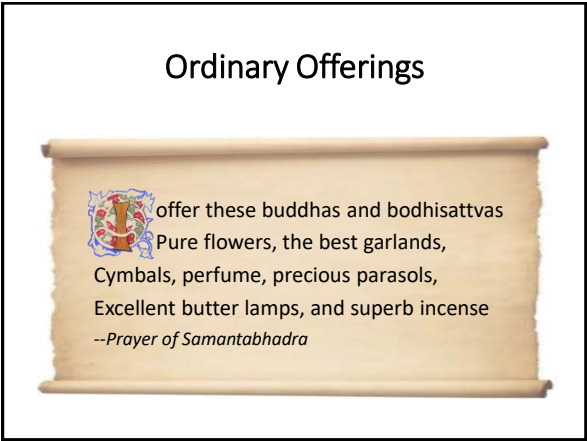 Ordinary Offerings
I offer these buddhas and bodhisattvas
Pure flowers, the best garlands,
Cymbals, perfume, precious parasols,
Excellent butter lamps, and superb incense
--Prayer of Samantabhadra